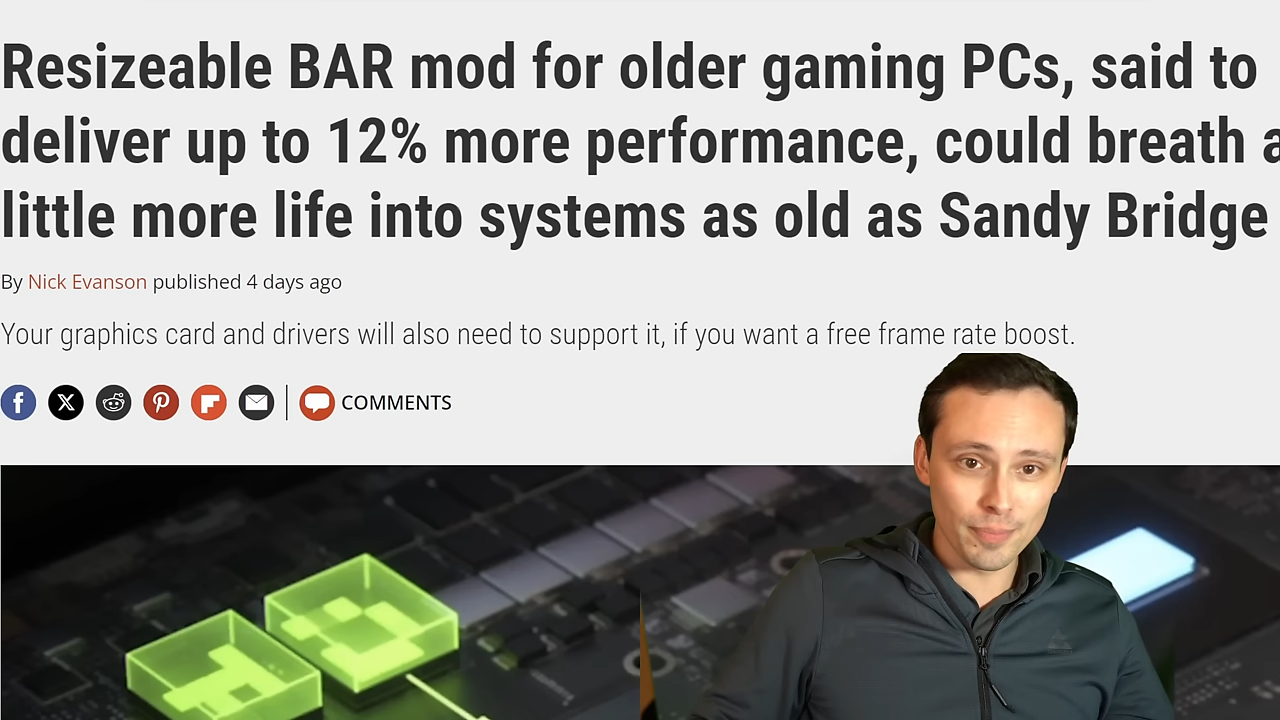 Resizeable BAR mod for older gaming PCs, said to
deliver up to 12% more performance, could breath a
little more life into systems as old as Sandy Bridge
By Nick Evanson published 4 days ago
Your graphics card and drivers will also need to support it, if you want a free frame rate boost.
COMMENTS